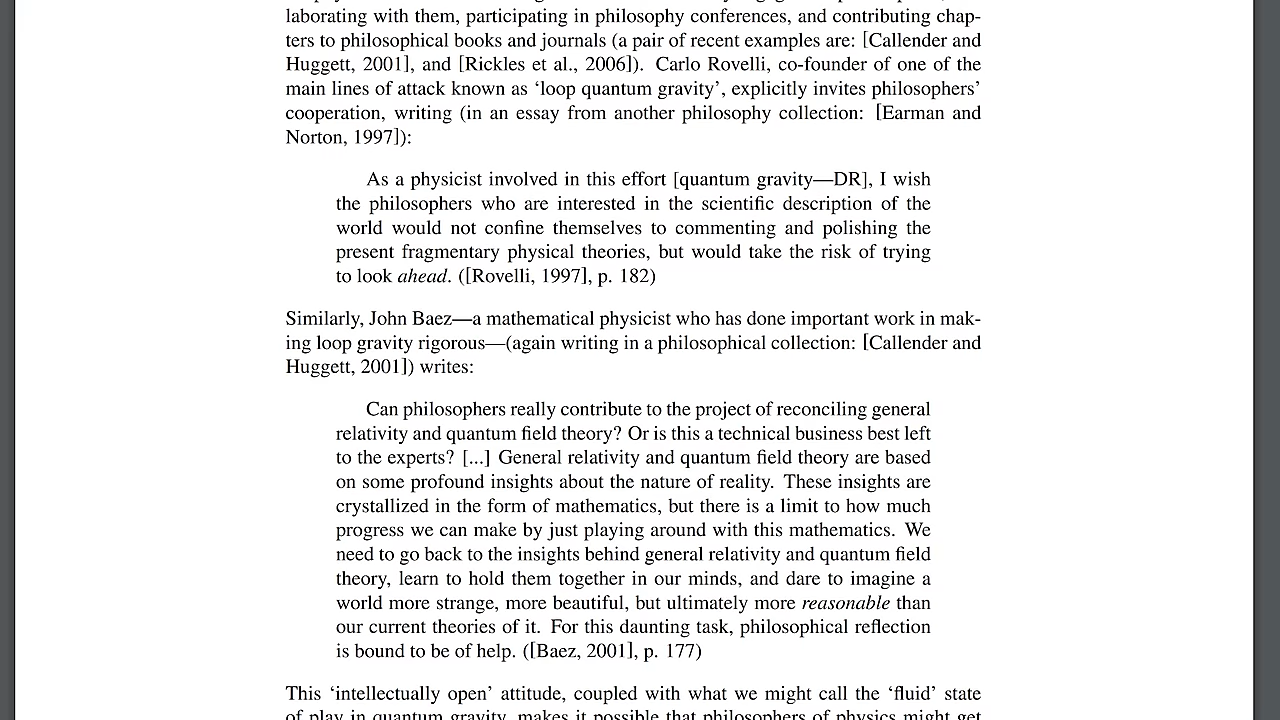 laborating with them, participating in philosophy conferences, and contributing chap-
ters to philosophical books and journals (a pair of recent examples are: [Callender and
Huggett, 2001], and [Rickles et al., 2006]). Carlo Rovelli, co-founder of one of the
main lines of attack known as ‘loop quantum gravity’, explicitly invites philosophers’
cooperation, writing (in an essay from another philosophy collection: [Earman and
Norton, 1997]):
As a physicist involved in this effort [quantum gravity—DR], I wish
the philosophers who are interested in the scientific description of the
world would not confine themselves to commenting and polishing the
present fragmentary physical theories, but would take the risk of trying
to look ahead. ([Rovelli, 1997], p. 182)
Similarly, John Baez—a mathematical physicist who has done important work in mak-
ing loop gravity rigorous—(again writing in a philosophical collection: [Callender and
Huggett, 2001]) writes:
Can philosophers really contribute to the project of reconciling general
relativity and quantum field theory? Or is this a technical business best left
to the experts? [...] General relativity and quantum field theory are based
on some profound insights about the nature of reality. These insights are
crystallized in the form of mathematics, but there is a limit to how much
progress we can make by just playing around with this mathematics. We
need to go back to the insights behind general relativity and quantum field
theory, learn to hold them together in our minds, and dare to imagine a
world more strange, more beautiful, but ultimately more reasonable than
our current theories of it. For this daunting task, philosophical reflection
is bound to be of help. ([Baez, 2001], p. 177)
This ‘intellectually open’ attitude, coupled with what we might call the ‘fluid’ state
of play in quantum gravity, makes it possible that philosophers of physics might get